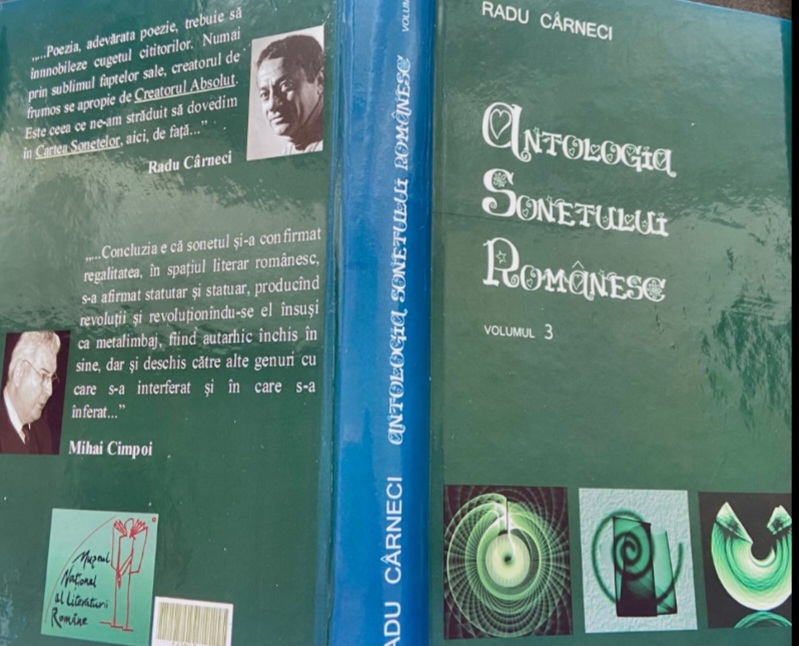 „...Poezia, adevărata poezie, trebuie să
înnnobileze cugetul cititorilor. Numai
prin sublimul faptelor sale, creatorul de
frumos se apropie de Creatorul Absolut.
Este ceea ce ne-am străduit să dovedim
în Cartea Sonetelor, aici, de față...”
Radu Cârneci
„...Concluzia e că sonetul și-a confirmat
regalitatea, în spațiul literar românesc,
s-a afirmat statutar și statuar, producînd
revoluții și revoluționîndu-se el însuși
ca metalimbaj, fiind autarhic închis în
sine, dar și deschis către alte genuri cu
care s-a interferat și în care s-a
inferat...”
Mihai Cimpoi
Muzeul
Național
al Literaturii
Române
ADU CÂRNECI ANTOLOGIA SONETULUI ROMÂNESC VOLUM
RADU CÂRNECI
ANTOLOGIA
SONETULUI
ROMÂNESC
VOLUMUL 3